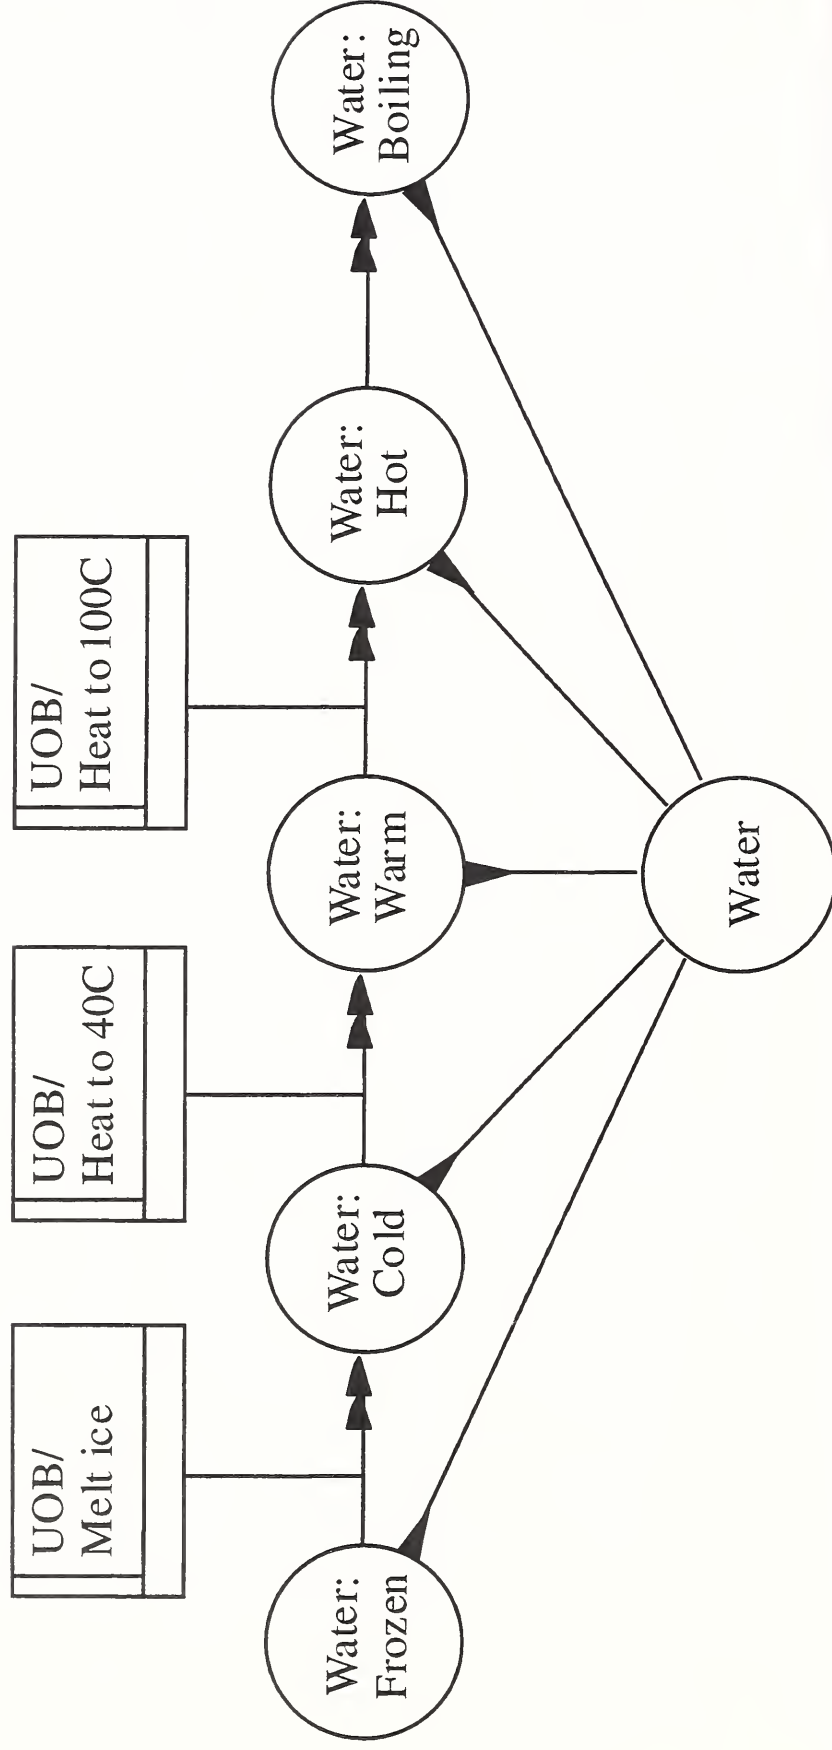 UOB/
Melt ice
UOB/
Heat to 40C
UOB/
Heat to 100C
Water:
Frozen
Water:
Cold
Water:
Warm
Water:
Hot
Water:
Boiling
Water